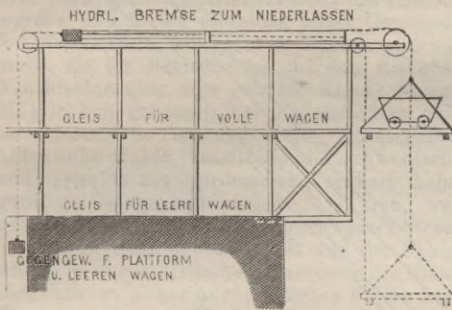 HYDRL. BREMSE ZUM NIEDERLASSEN
GLEIS FÜR VOLLE WAGEN
GLEIS FÜR LEERE WAGEN
GEGENGEW. F. PLATTFORM
U. LEEREN WAGEN